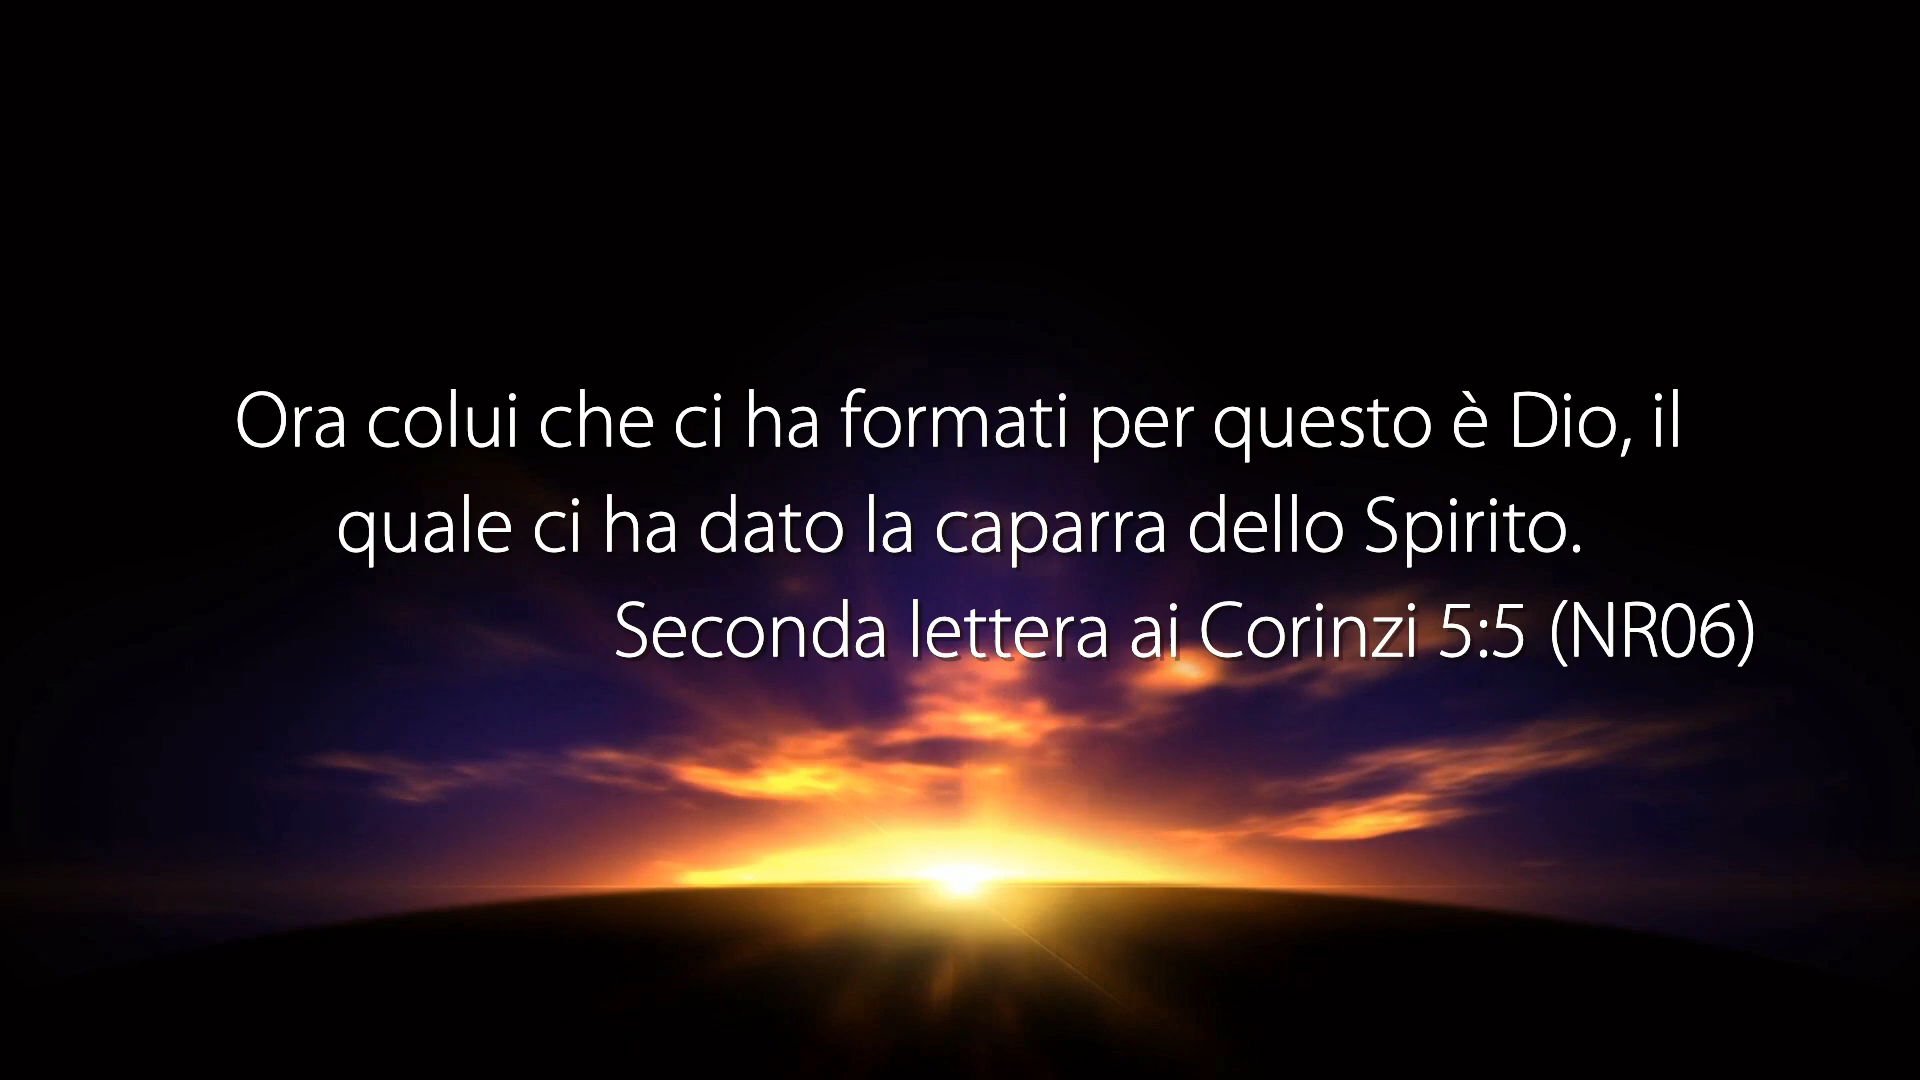 Ora colui che ci ha formati per questo è Dio, il
quale ci ha dato la caparra dello Spirito.
Seconda lettera ai Corinzi 5:5 (NR06)